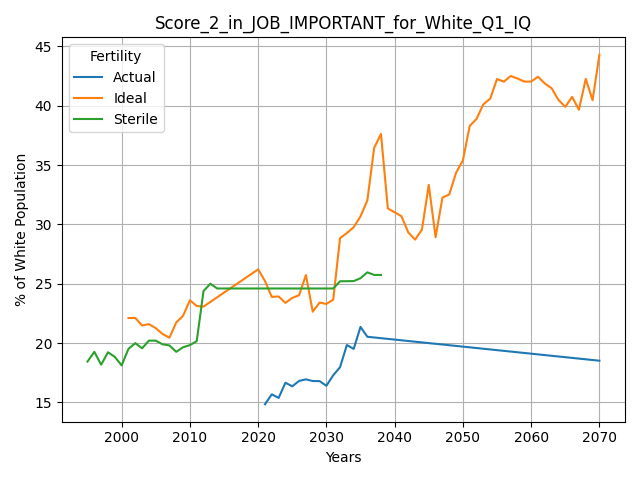 Score_2_in_JOB_IMPORTANT_for_White_Q1_IQ
Fertility
Actual
Ideal
Sterile
% of White Population
45
40
35
30
25
20
15
2000 2010 2020 2030 2040 2050 2060 2070
Years